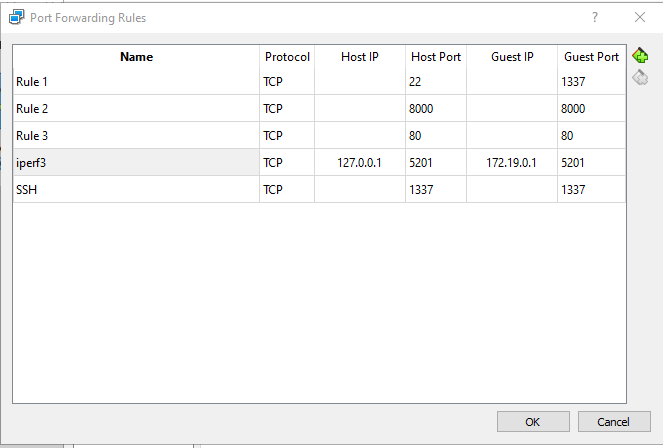 Port Forwarding Rules
Name Protocol Host IP Host Port Guest IP Guest Port
Rule 1 TCP 22 1337
Rule 2 TCP 8000 8000
Rule 3 TCP 80 80
iperf3 TCP 127.0.0.1 5201 172.19.0.1 5201
SSH TCP 1337 1337
OK Cancel